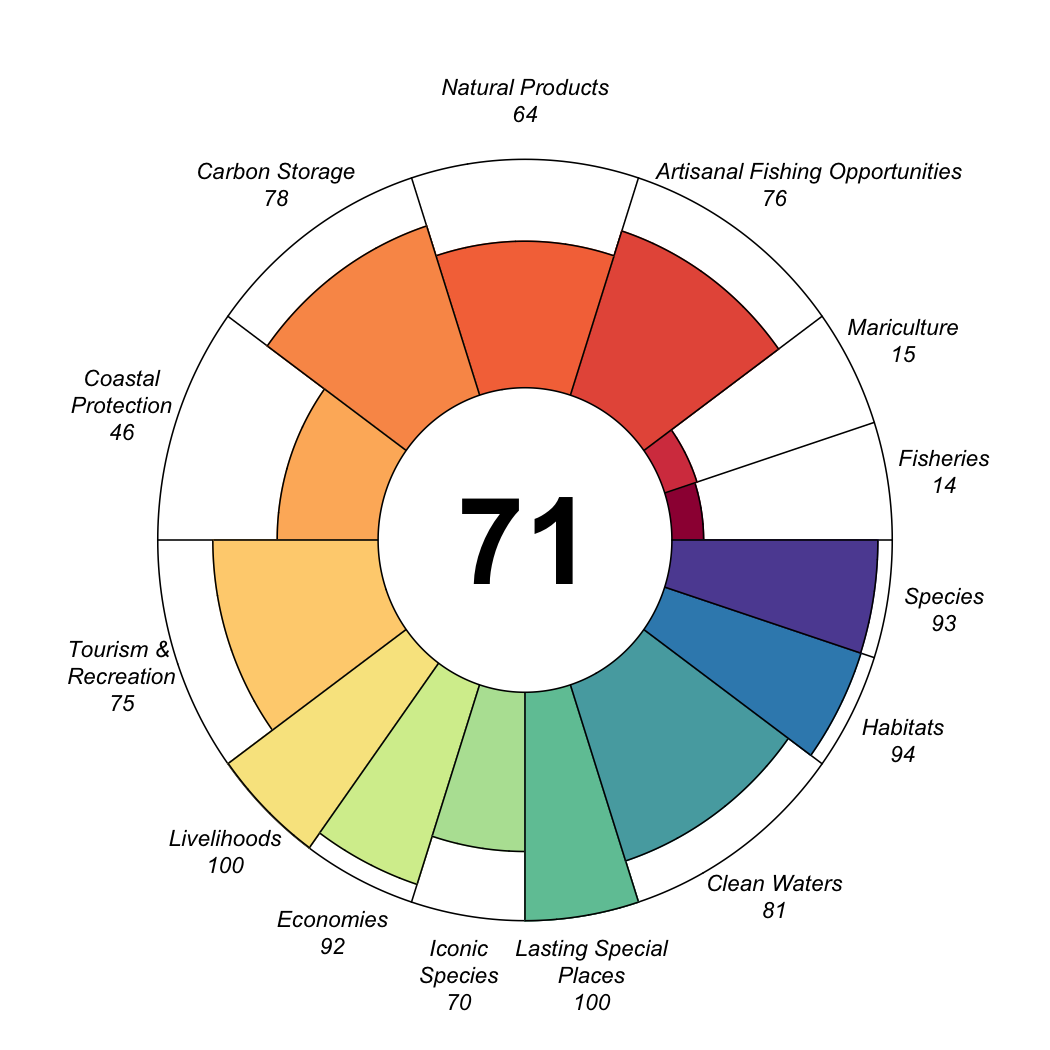 Natural Products
64
Carbon Storage
78
Artisanal Fishing Opportunities
76
Mariculture
15
Coastal
Protection
46
Fisheries
14
71
Species
93
Tourism &
Recreation
75
Habitats
94
Livelihoods
100
Clean Waters
81
Economies
92
Iconic
Species
70
Lasting Special
Places
100